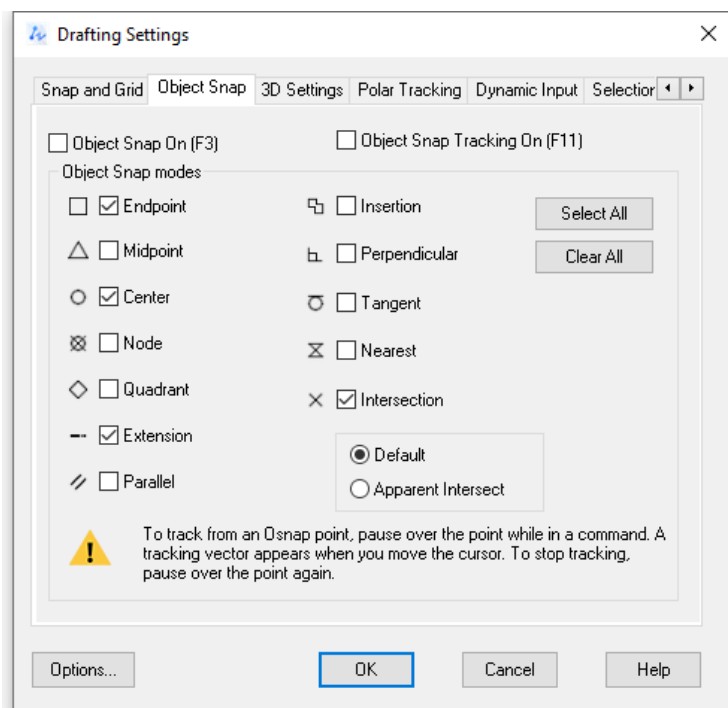 Drafting Settings
Snap and Grid Object Snap 3D Settings Polar Tracking Dynamic Input Selection
Object Snap On (F3)
Object Snap Tracking On (F11)
Object Snap modes
Endpoint
Midpoint
Center
Node
Quadrant
Extension
Parallel
Insertion
Perpendicular
Tangent
Nearest
Intersection
Default
Apparent Intersect
Select All
Clear All
To track from an Osnap point, pause over the point while in a command. A
tracking vector appears when you move the cursor. To stop tracking,
pause over the point again.
Options... OK Cancel Help